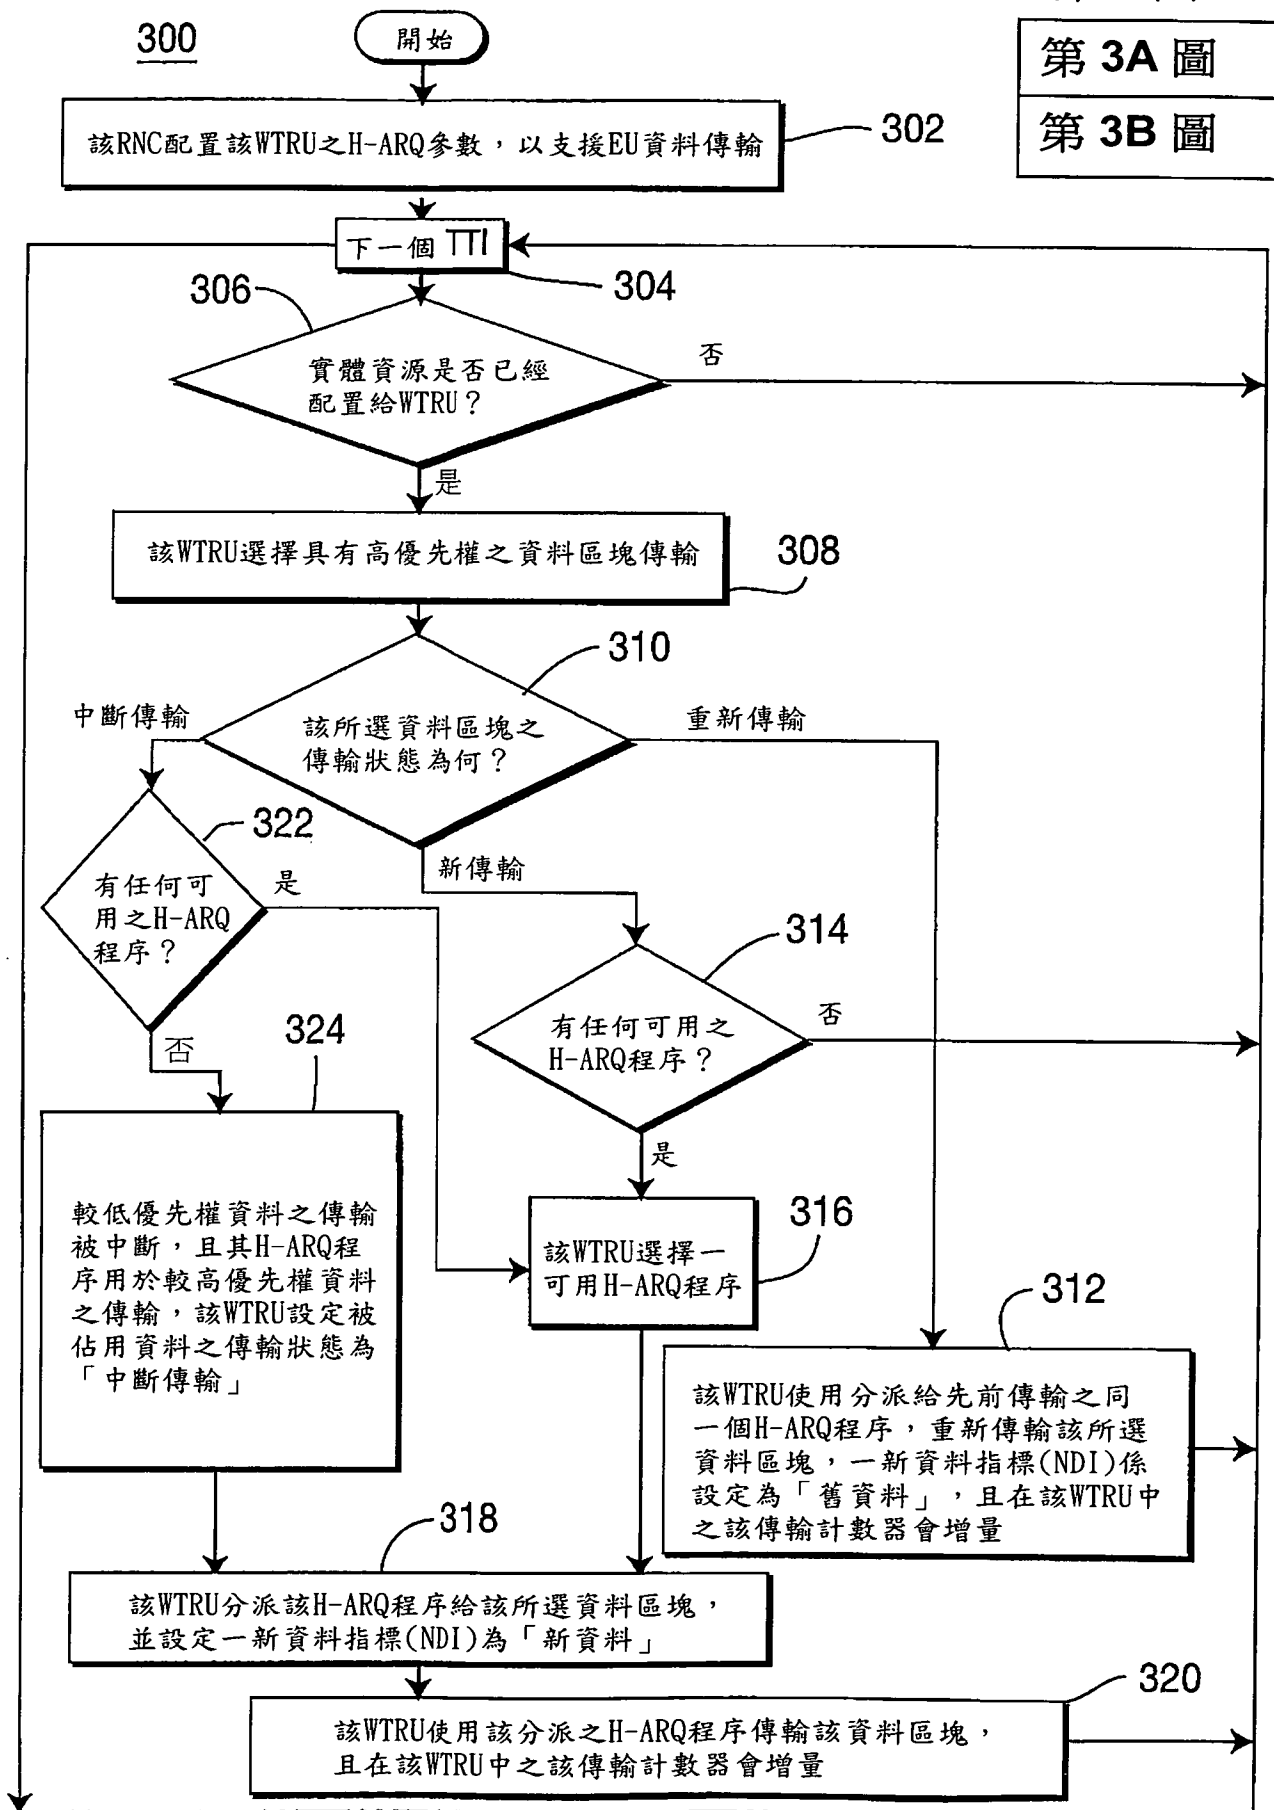 300
開始
第 3A 圖
第 3B 圖
該RNC配置該WTRU之H-ARQ參數，以支援EU資料傳輸
302
下一個 TTI
304
306
實體資源是否已經
配置給WTRU？
否
是
該WTRU選擇具有高優先權之資料區塊傳輸
308
310
中斷傳輸
該所選資料區塊之
傳輸狀態為何？
重新傳輸
322
新傳輸
有任何可
用之H-ARQ
程序？
是
314
有任何可用之
H-ARQ程序？
否
否
324
是
較低優先權資料之傳輸
被中斷，且其H-ARQ程
序用於較高優先權資料
之傳輸，該WTRU設定被
佔用資料之傳輸狀態為
「中斷傳輸」
316
該WTRU選擇一
可用H-ARQ程序
312
該WTRU使用分派給先前傳輸之同
一個H-ARQ程序，重新傳輸該所選
資料區塊，一新資料指標(NDI)係
設定為「舊資料」，且在該WTRU中
之該傳輸計數器會增量
318
該WTRU分派該H-ARQ程序給該所選資料區塊，
並設定一新資料指標(NDI)為「新資料」
320
該WTRU使用該分派之H-ARQ程序傳輸該資料區塊，
且在該WTRU中之該傳輸計數器會增量